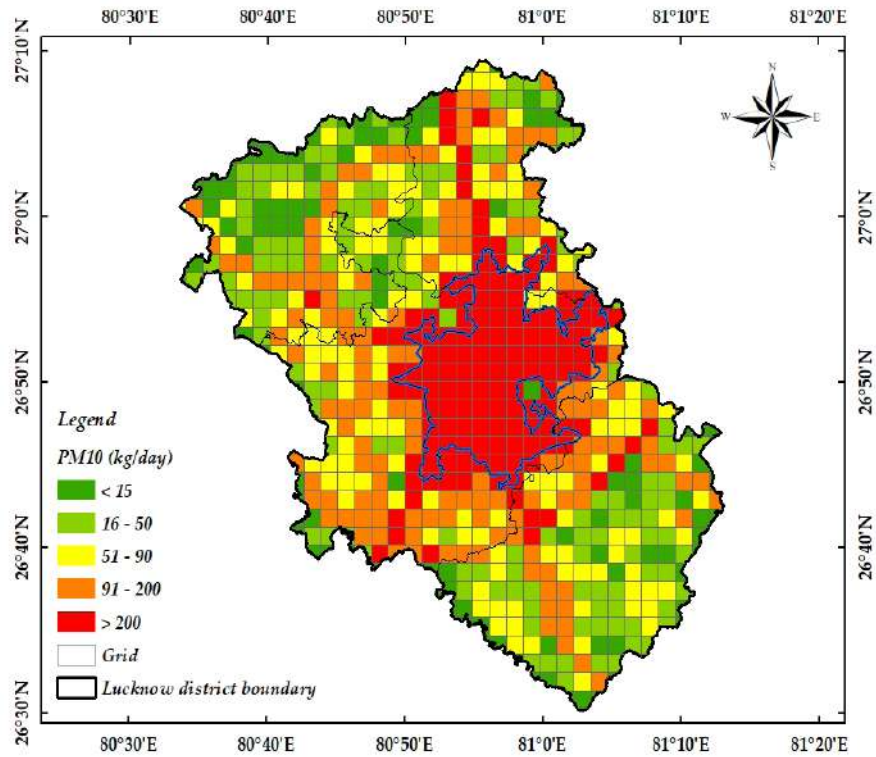 80°30'E 80°40'E 80°50'E 81°0'E 81°10'E 81°20'E
27°10'N
27°10'N
N
W E
S
27°0'N
27°0'N
26°50'N
26°50'N
Legend
PM10 (kg/day)
< 15
16 - 50
51 - 90
91 - 200
> 200
Grid
Lucknow district boundary
26°40'N
26°40'N
26°30'N
26°30'N
80°30'E 80°40'E 80°50'E 81°0'E 81°10'E 81°20'E